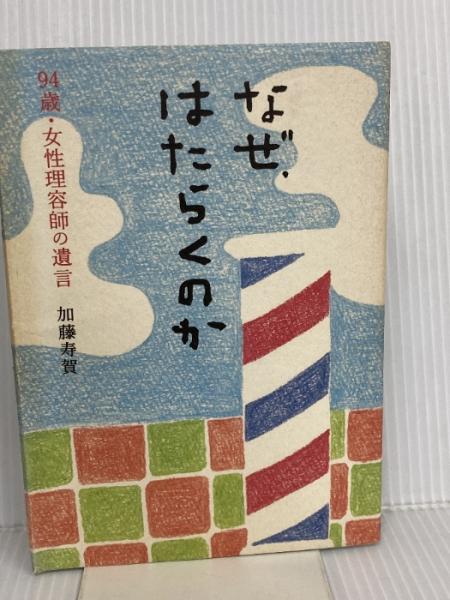 なぜ、
はたらくのか
94歳・女性理容師の遺言
加藤寿賀